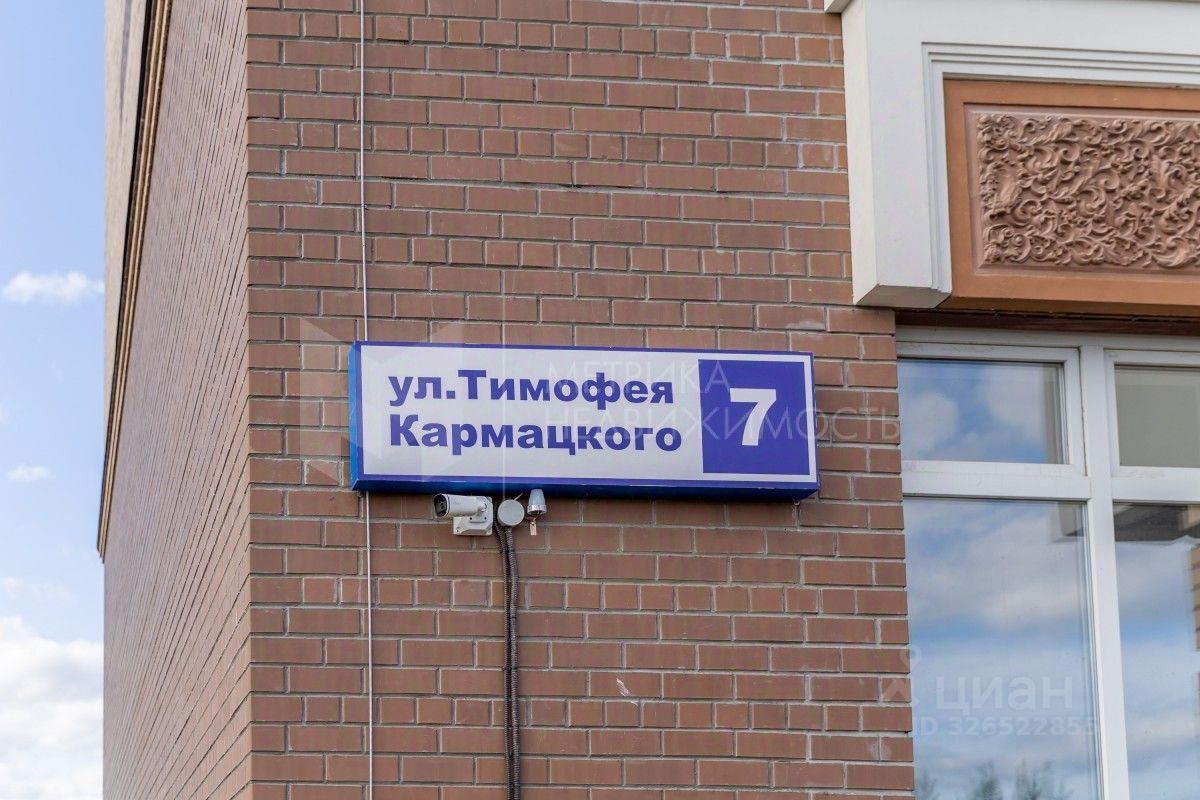 ул.Тимофея
Кармацкого
7
МЕТРИКА
НЕДВИЖИМОСТЬ
циан
ID 326522855